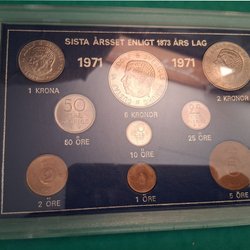 SISTA ÅRSSET ENLIGT 1873 ÅRS LAG
1971 1971
1 KRONA 5 KRONOR 2 KRONOR
50 ÖRE 10 ÖRE 25 ÖRE
2 ÖRE 1 ÖRE 5 ÖRE
50